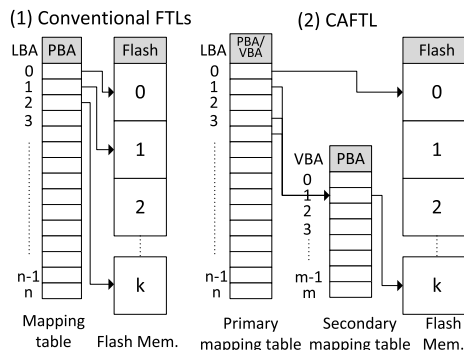 (1) Conventional FTLs
LBA
PBA
Flash
0
1
2
3
n-1
n
0
1
2
k
Mapping
table
Flash Mem.
(2) CAFTL
LBA
PBA/
VBA
Flash
0
1
2
3
n-1
n
VBA
PBA
0
1
2
3
m-1
m
0
1
2
k
Primary
mapping table
Secondary
mapping table
Flash
Mem.